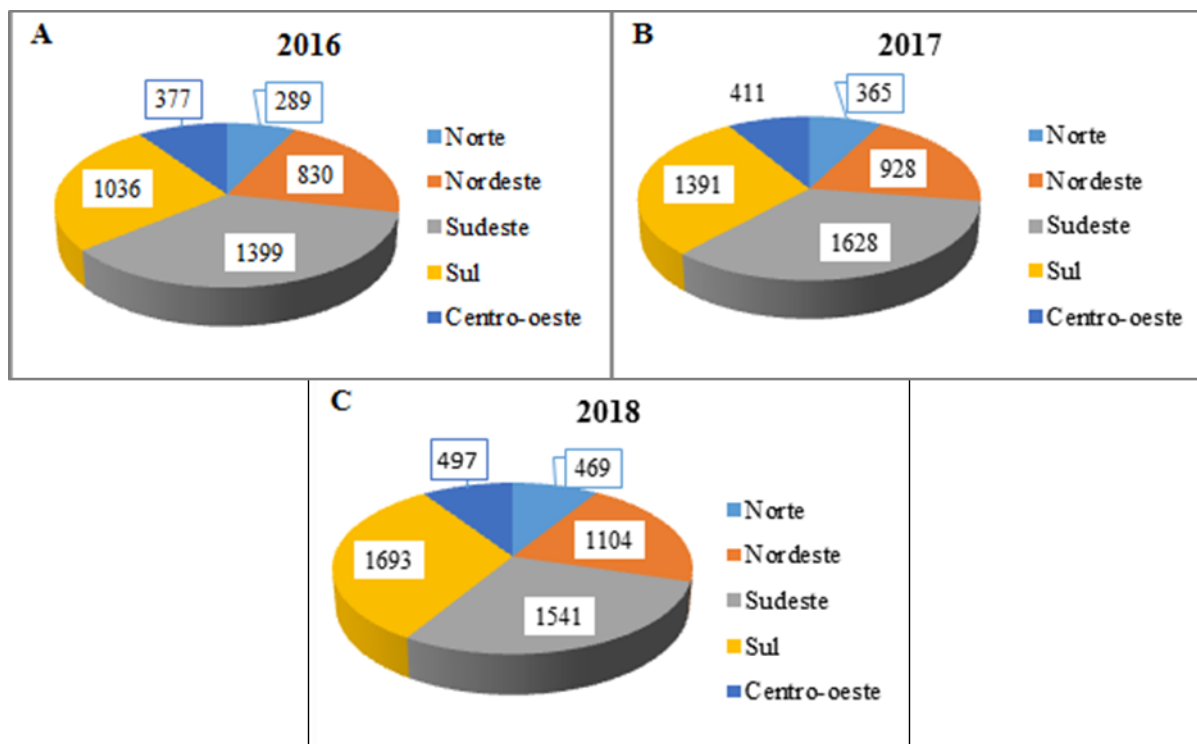 A
2016
377
289
830
1036
1399
Norte
Nordeste
Sudeste
Sul
Centro-oeste
B
2017
411
365
928
1391
1628
Norte
Nordeste
Sudeste
Sul
Centro-oeste
C
2018
497
469
1104
1693
1541
Norte
Nordeste
Sudeste
Sul
Centro-oeste